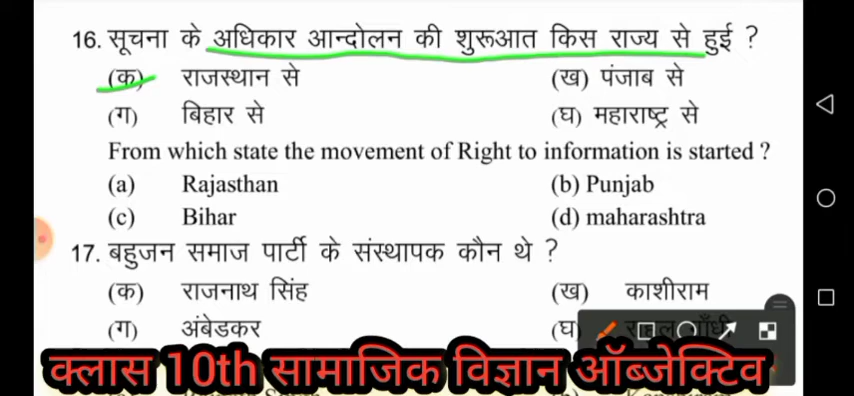 16. सूचना के अधिकार आन्दोलन की शुरूआत किस राज्य से हुई ?
(क) राजस्थान से (ख) पंजाब से
(ग) बिहार से (घ) महाराष्ट्र से
From which state the movement of Right to information is started ?
(a) Rajasthan (b) Punjab
(c) Bihar (d) maharashtra
17. बहुजन समाज पार्टी के संस्थापक कौन थे ?
(क) राजनाथ सिंह (ख) काशीराम
(ग) अंबेडकर (घ)
क्लास 10th सामाजिक विज्ञान ऑब्जेक्टिव